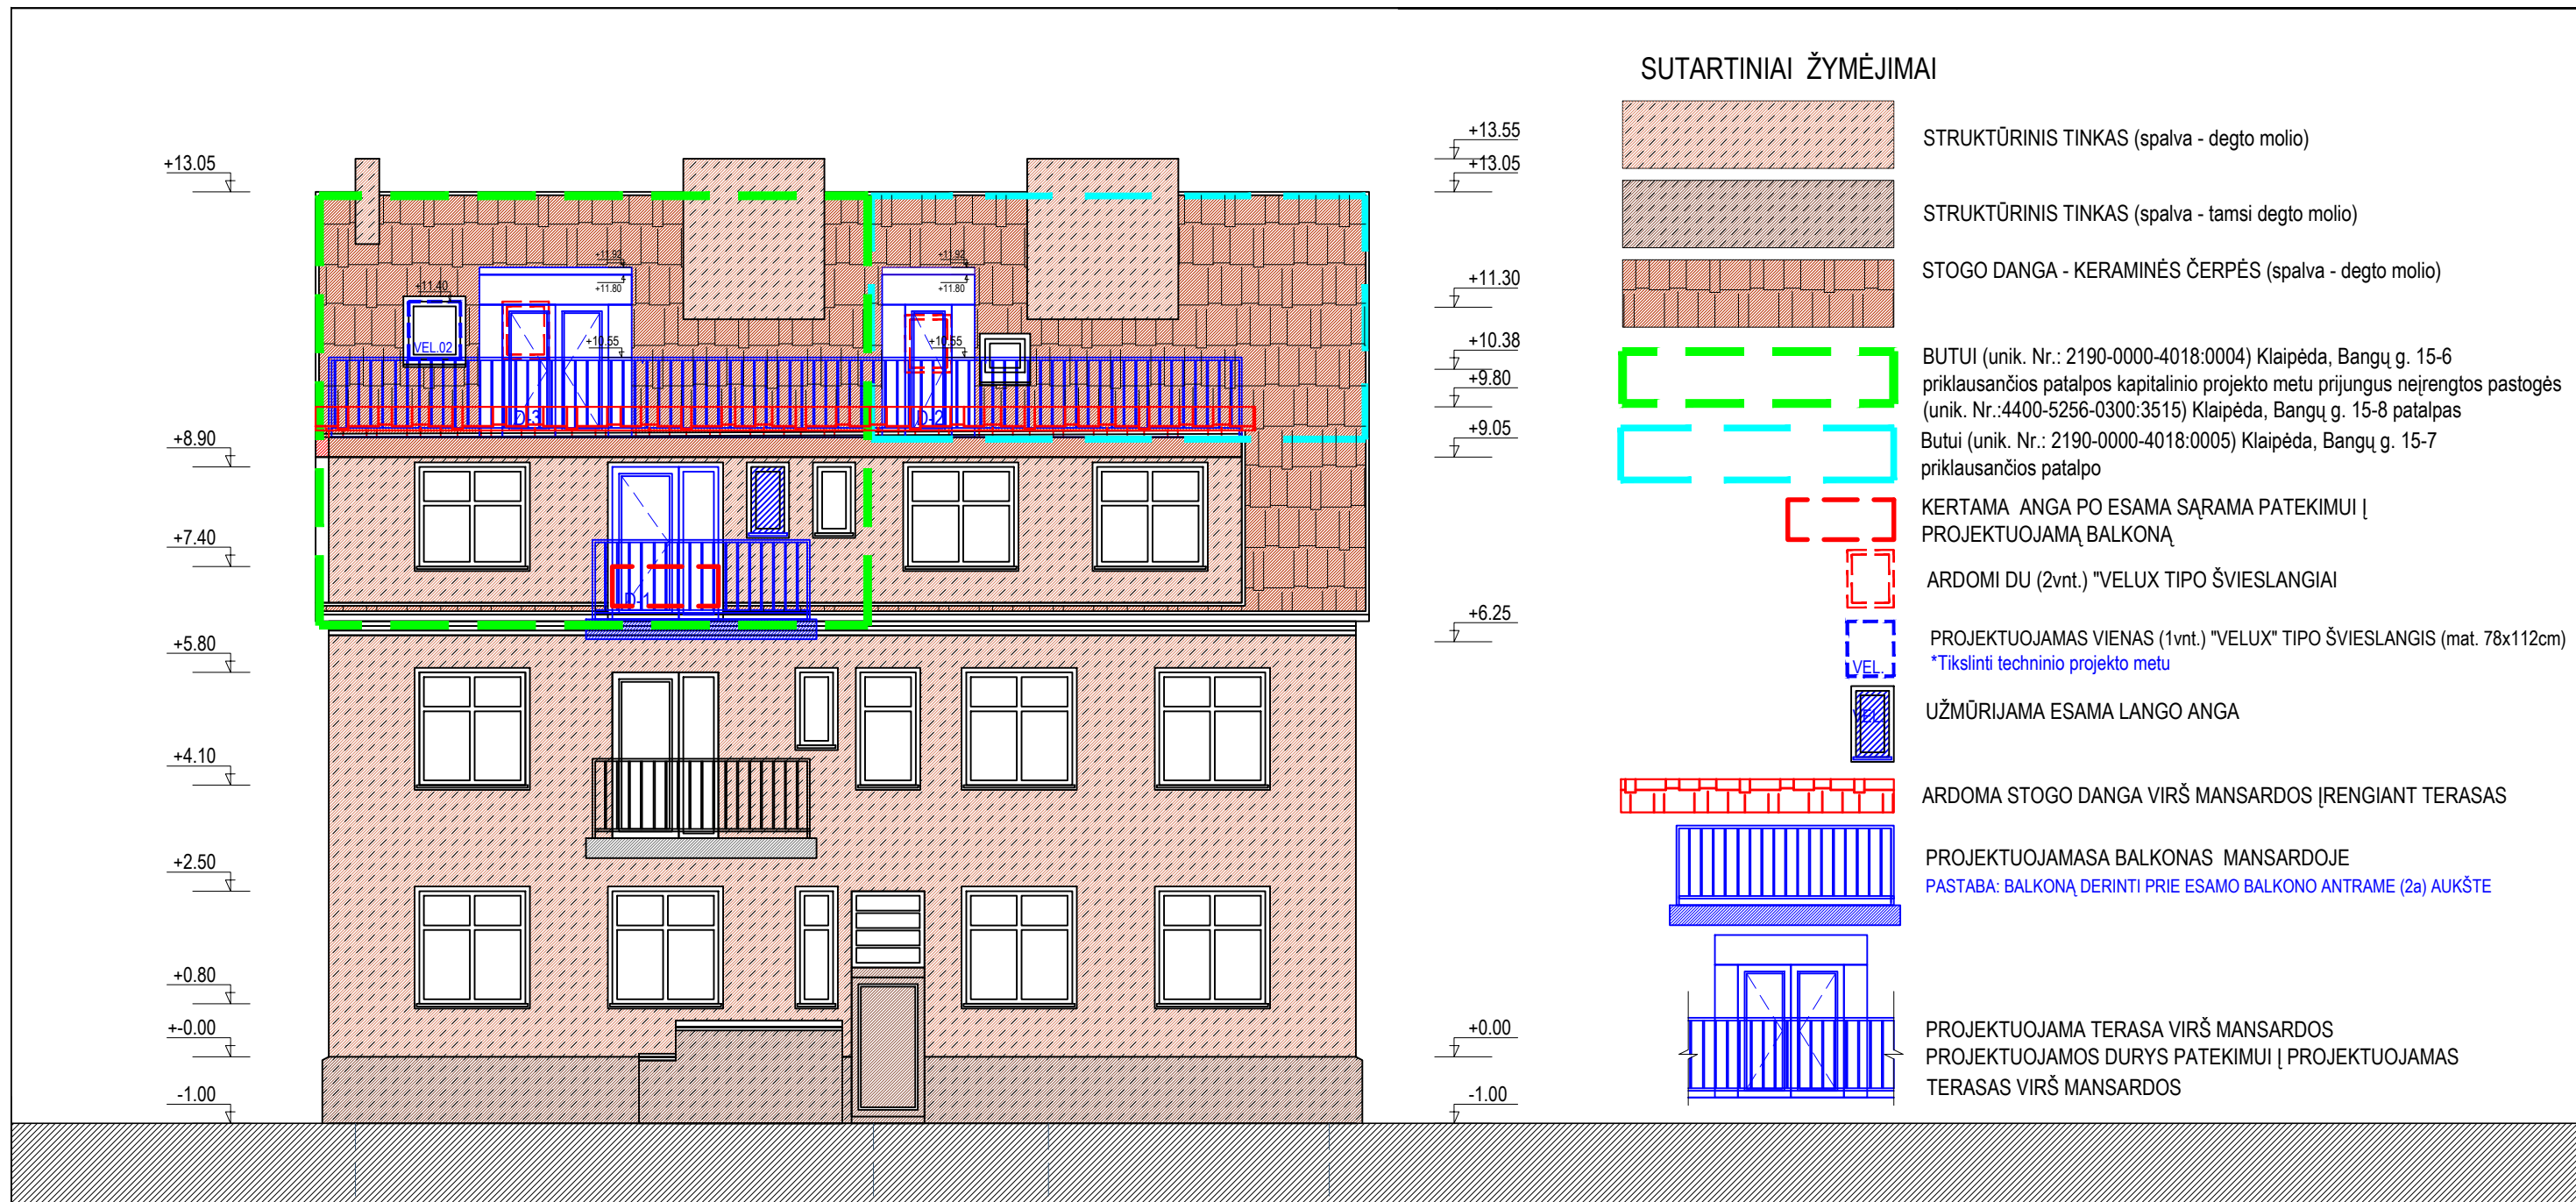 SUTARTINIAI ŽYMĖJIMAI
STRUKTŪRINIS TINKAS (spalva - degto molio)
STRUKTŪRINIS TINKAS (spalva - tamsi degto molio)
STOGO DANGA - KERAMINĖS ČERPĖS (spalva - degto molio)
BUTUI (unik. Nr.: 2190-0000-4018:0004) Klaipėda, Bangų g. 15-6
priklausančios patalpos kapitalinio projekto metu prijungus neįrengtos pastogės
(unik. Nr.:4400-5256-0300:3515) Klaipėda, Bangų g. 15-8 patalpas
Butui (unik. Nr.: 2190-0000-4018:0005) Klaipėda, Bangų g. 15-7
priklausančios patalpo
KERTAMA ANGA PO ESAMA SĄRAMA PATEKIMUI Į
PROJEKTUOJAMĄ BALKONĄ
ARDOMI DU (2vnt.) "VELUX TIPO ŠVIESLANGIAI
PROJEKTUOJAMAS VIENAS (1vnt.) "VELUX" TIPO ŠVIESLANGIS (mat. 78x112cm)
*Tikslinti techninio projekto metu
VEL.
UŽMŪRIJAMA ESAMA LANGO ANGA
VEL.
ARDOMA STOGO DANGA VIRŠ MANSARDOS ĮRENGIANT TERASAS
PROJEKTUOJAMASA BALKONAS MANSARDOJE
PASTABA: BALKONĄ DERINTI PRIE ESAMO BALKONO ANTRAME (2a) AUKŠTE
PROJEKTUOJAMA TERASA VIRŠ MANSARDOS
PROJEKTUOJAMOS DURYS PATEKIMUI Į PROJEKTUOJAMAS
TERASAS VIRŠ MANSARDOS
+13.05
+8.90
+7.40
+5.80
+4.10
+2.50
+0.80
+-0.00
-1.00
+11.92
+11.80
+11.40
VEL.02
+10.55
D-3
+11.92
+11.80
+10.55
D-2
D-1
+13.55
+13.05
+11.30
+10.38
+9.80
+9.05
+6.25
+0.00
-1.00